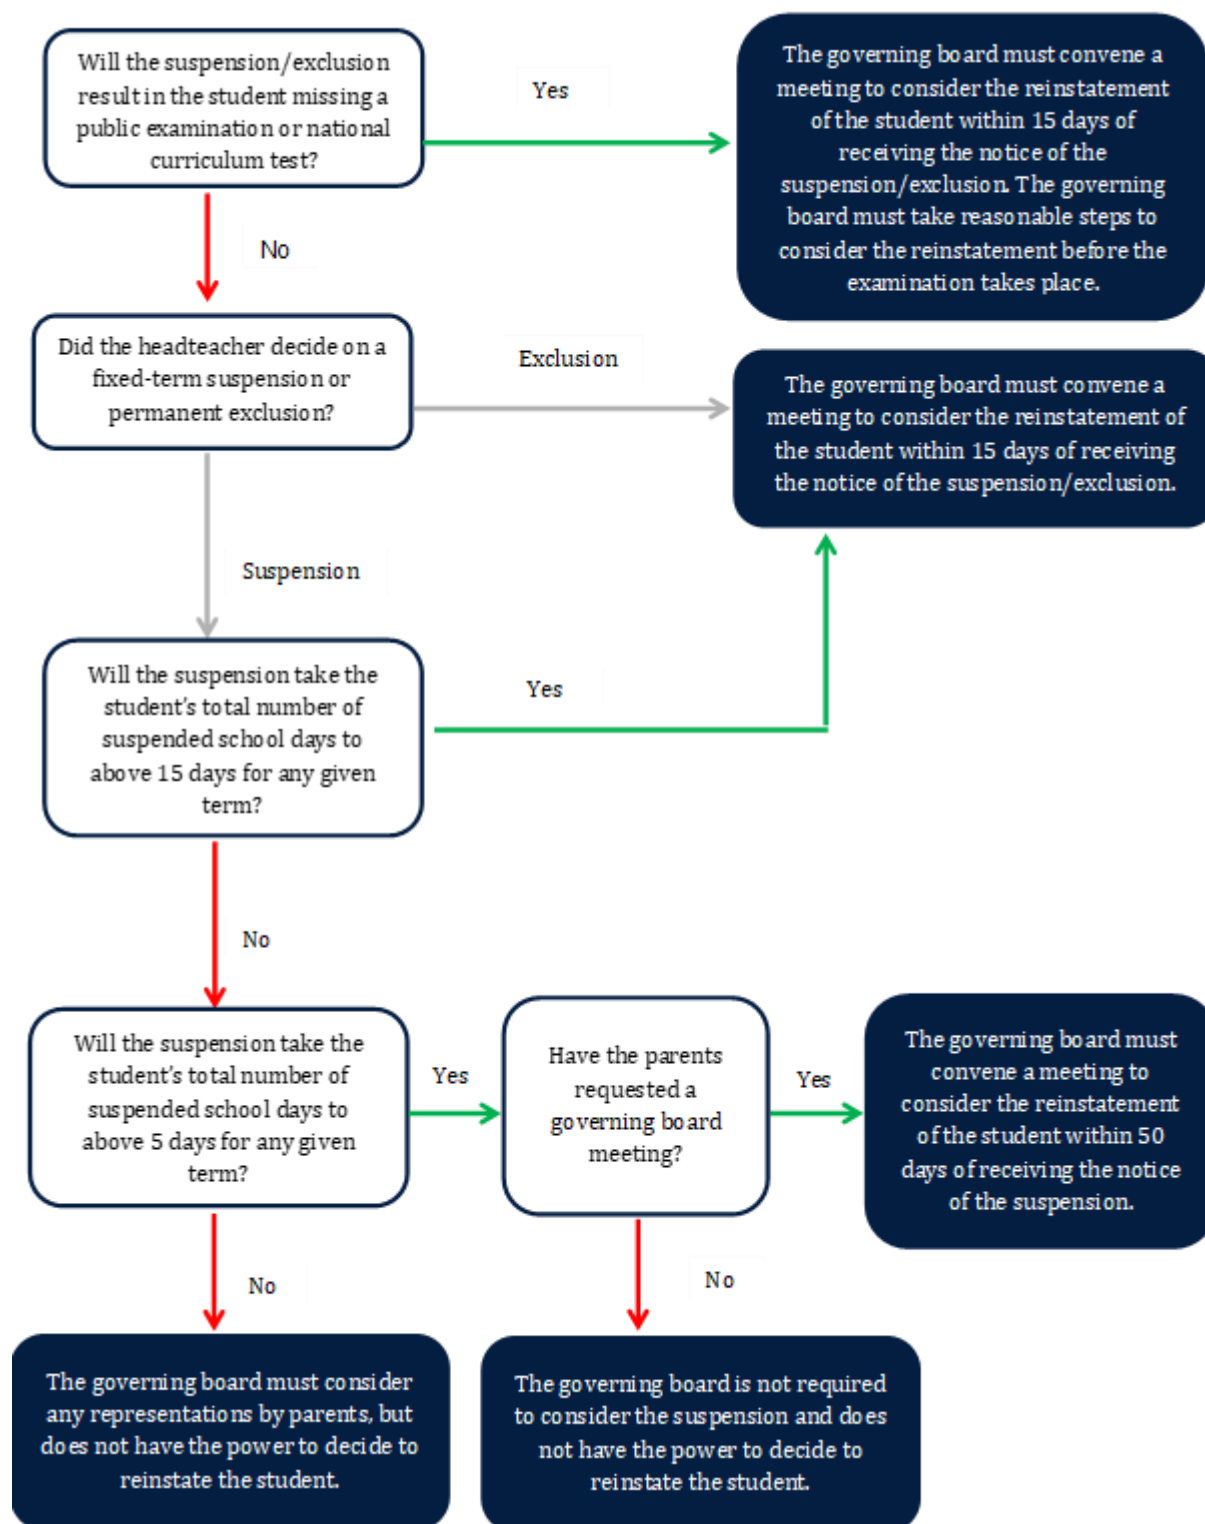 Will the suspension/exclusion
result in the student missing a
public examination or national
curriculum test?
Yes
The governing board must convene a
meeting to consider the reinstatement
of the student within 15 days of
receiving the notice of the
suspension/exclusion. The governing
board must take reasonable steps to
consider the reinstatement before the
examination takes place.
No
Did the headteacher decide on a
fixed-term suspension or
permanent exclusion?
Exclusion
The governing board must convene a
meeting to consider the reinstatement of
the student within 15 days of receiving
the notice of the suspension/exclusion.
Suspension
Will the suspension take the
student's total number of
suspended school days to
above 15 days for any given
term?
Yes
No
Will the suspension take the
student's total number of
suspended school days to
above 5 days for any given
term?
Yes
Have the parents
requested a
governing board
meeting?
Yes
The governing board must
convene a meeting to
consider the reinstatement
of the student within 50
days of receiving the notice
of the suspension.
No
No
The governing board must consider
any representations by parents, but
does not have the power to decide to
reinstate the student.
The governing board is not required
to consider the suspension and does
not have the power to decide to
reinstate the student.